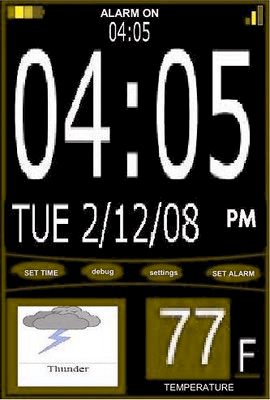 ALARM ON
04:05
04:05
TUE 2/12/08 PM
SET TIME debug settings SET ALARM
Thunder
77 F
TEMPERATURE